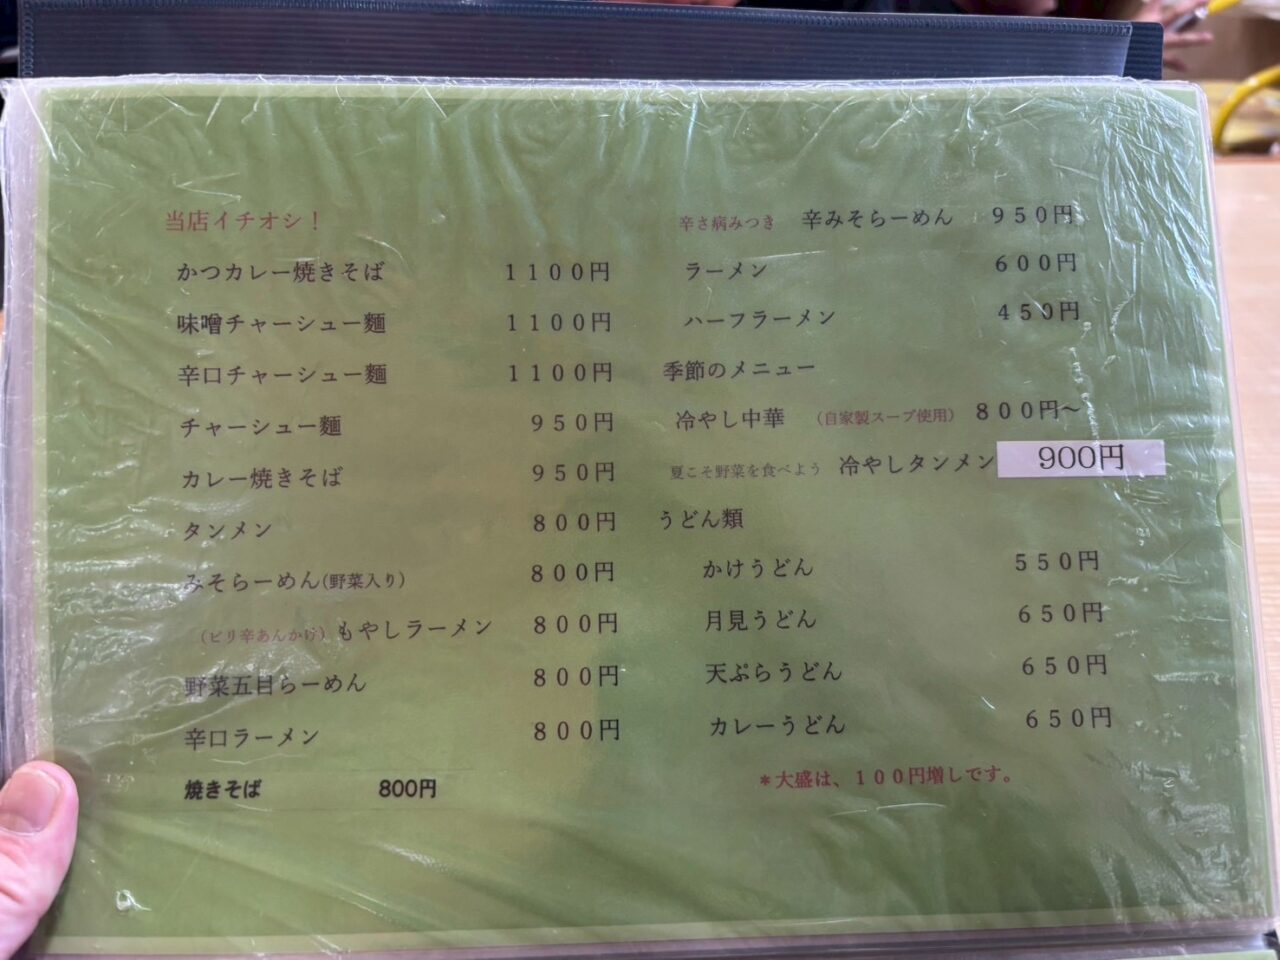 当店イチオシ！
かつカレー焼きそば 1100円
味噌チャーシュー麺 1100円
辛口チャーシュー麺 1100円
チャーシュー麺 950円
カレー焼きそば 950円
タンメン 800円
みそらーめん(野菜入り) 800円
(ピリ辛あんかけ) もやしラーメン 800円
野菜五目らーめん 800円
辛口ラーメン 800円
焼きそば 800円
辛さ病みつき 辛みそらーめん 950円
ラーメン 600円
ハーフラーメン 450円
季節のメニュー
冷やし中華 (自家製スープ使用) 800円～
夏こそ野菜を食べよう 冷やしタンメン 900円
うどん類
かけうどん 550円
月見うどん 650円
天ぷらうどん 650円
カレーうどん 650円
＊大盛は、100円増しです。